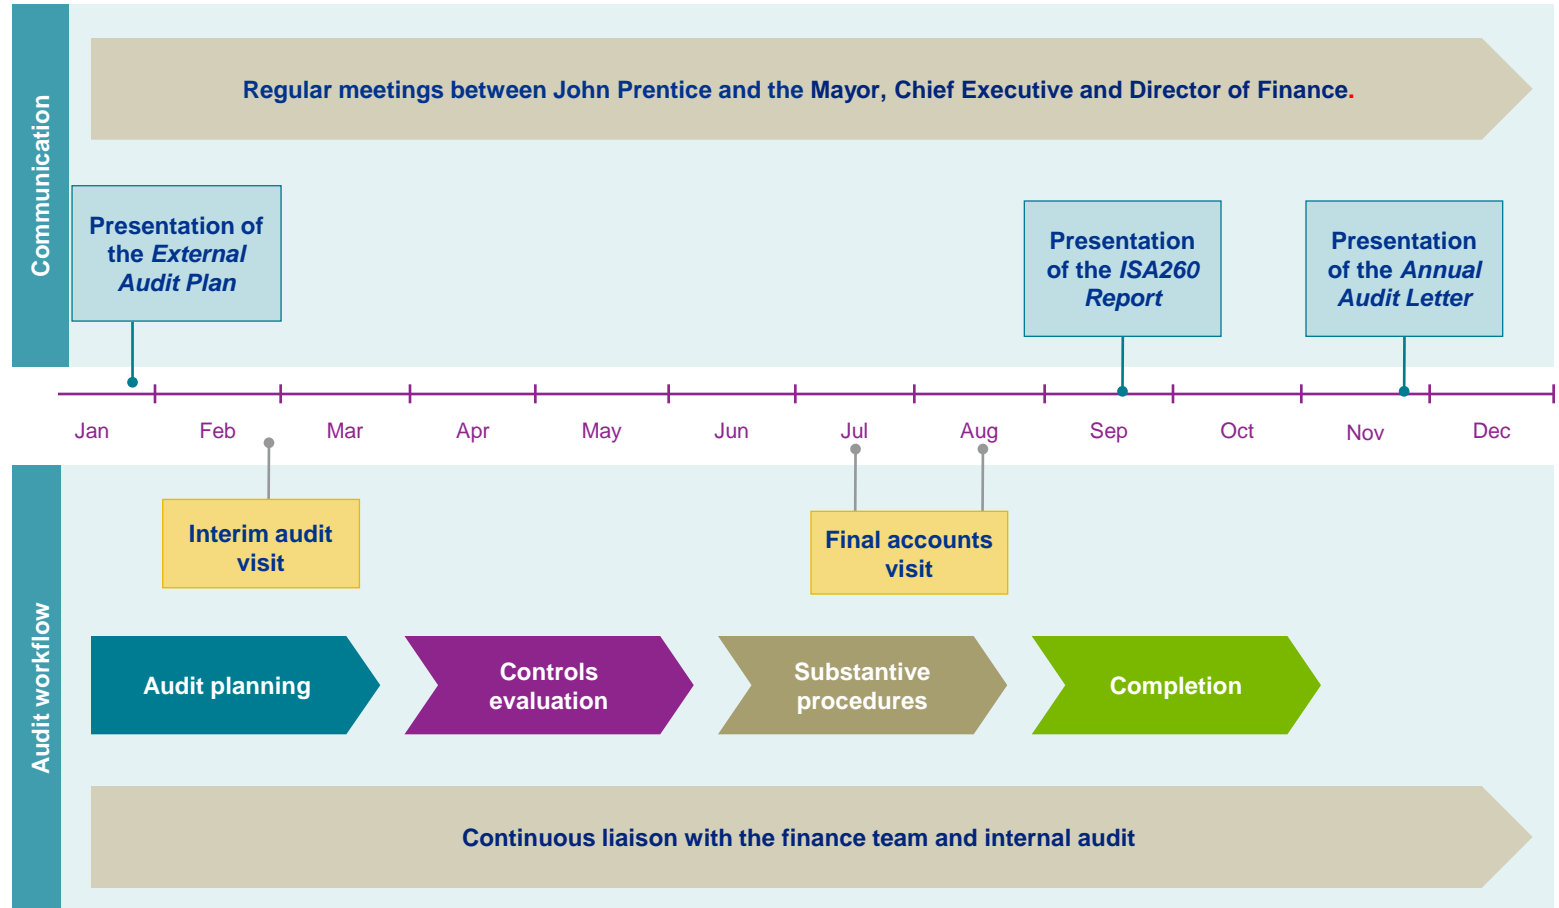 Communication
Regular meetings between John Prentice and the Mayor, Chief Executive and Director of Finance.
Presentation of
the External
Audit Plan
Presentation
of the ISA260
Report
Presentation
of the Annual
Audit Letter
Jan Feb Mar Apr May Jun Jul Aug Sep Oct Nov Dec
Audit workflow
Interim audit
visit
Final accounts
visit
Audit planning
Controls
evaluation
Substantive
procedures
Completion
Continuous liaison with the finance team and internal audit